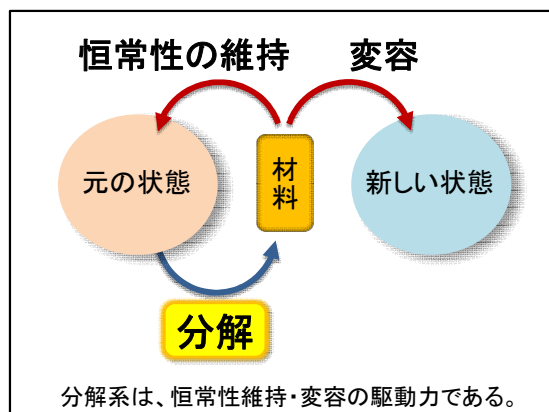 恒常性の維持 変容
元の状態
材料
新しい状態
分解
分解系は、恒常性維持・変容の駆動力である。